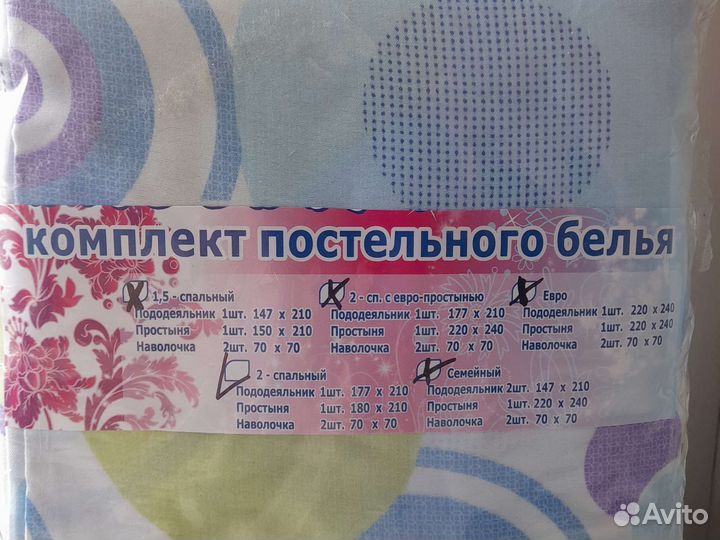 комплект постельного белья
1,5 - спальный
Пододеяльник 1шт. 147 x 210
Простыня 1шт. 150 x 210
Наволочка 2шт. 70 x 70
2 - сп. с евро-простынью
Пододеяльник 1шт. 177 x 210
Простыня 1шт. 220 x 240
Наволочка 2шт. 70 x 70
Евро
Пододеяльник 1шт. 220 x 240
Простыня 1шт. 220 x 240
Наволочка 2шт. 70 x 70
2 - спальный
Пододеяльник 1шт. 177 x 210
Простыня 1шт. 180 x 210
Наволочка 2шт. 70 x 70
Семейный
Пододеяльник 2шт. 147 x 210
Простыня 1шт. 220 x 240
Наволочка 2шт. 70 x 70
Avito